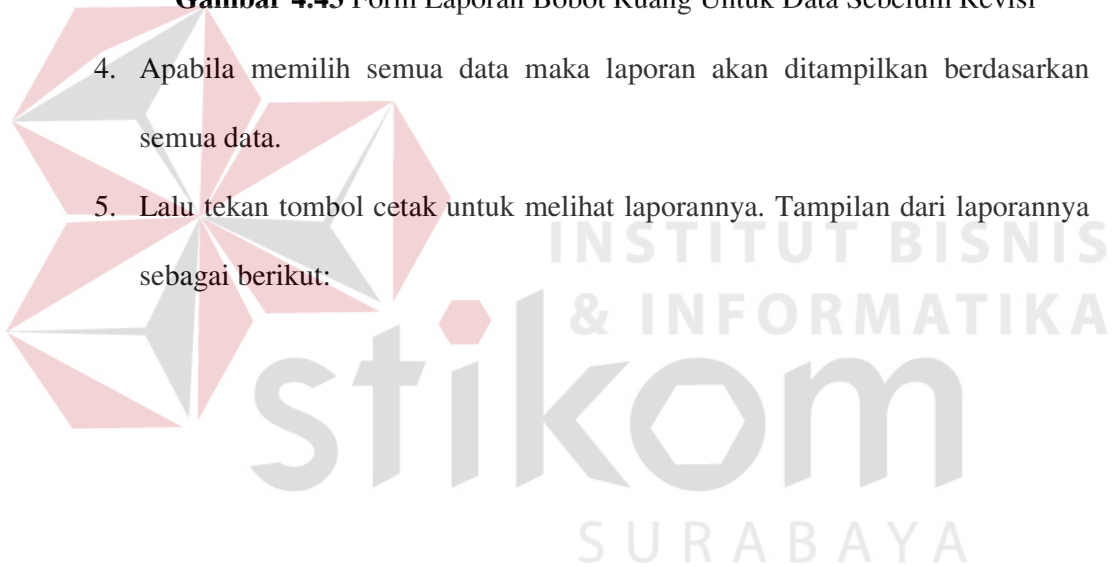 Gambar 4.43 Form Laporan Bobot Ruang Untuk Data Sebelum Revisi
4. Apabila memilih semua data maka laporan akan ditampilkan berdasarkan
semua data.
5. Lalu tekan tombol cetak untuk melihat laporannya. Tampilan dari laporannya
sebagai berikut:
INSTITUT BISNIS
& INFORMATIKA
stikom
SURABAYA